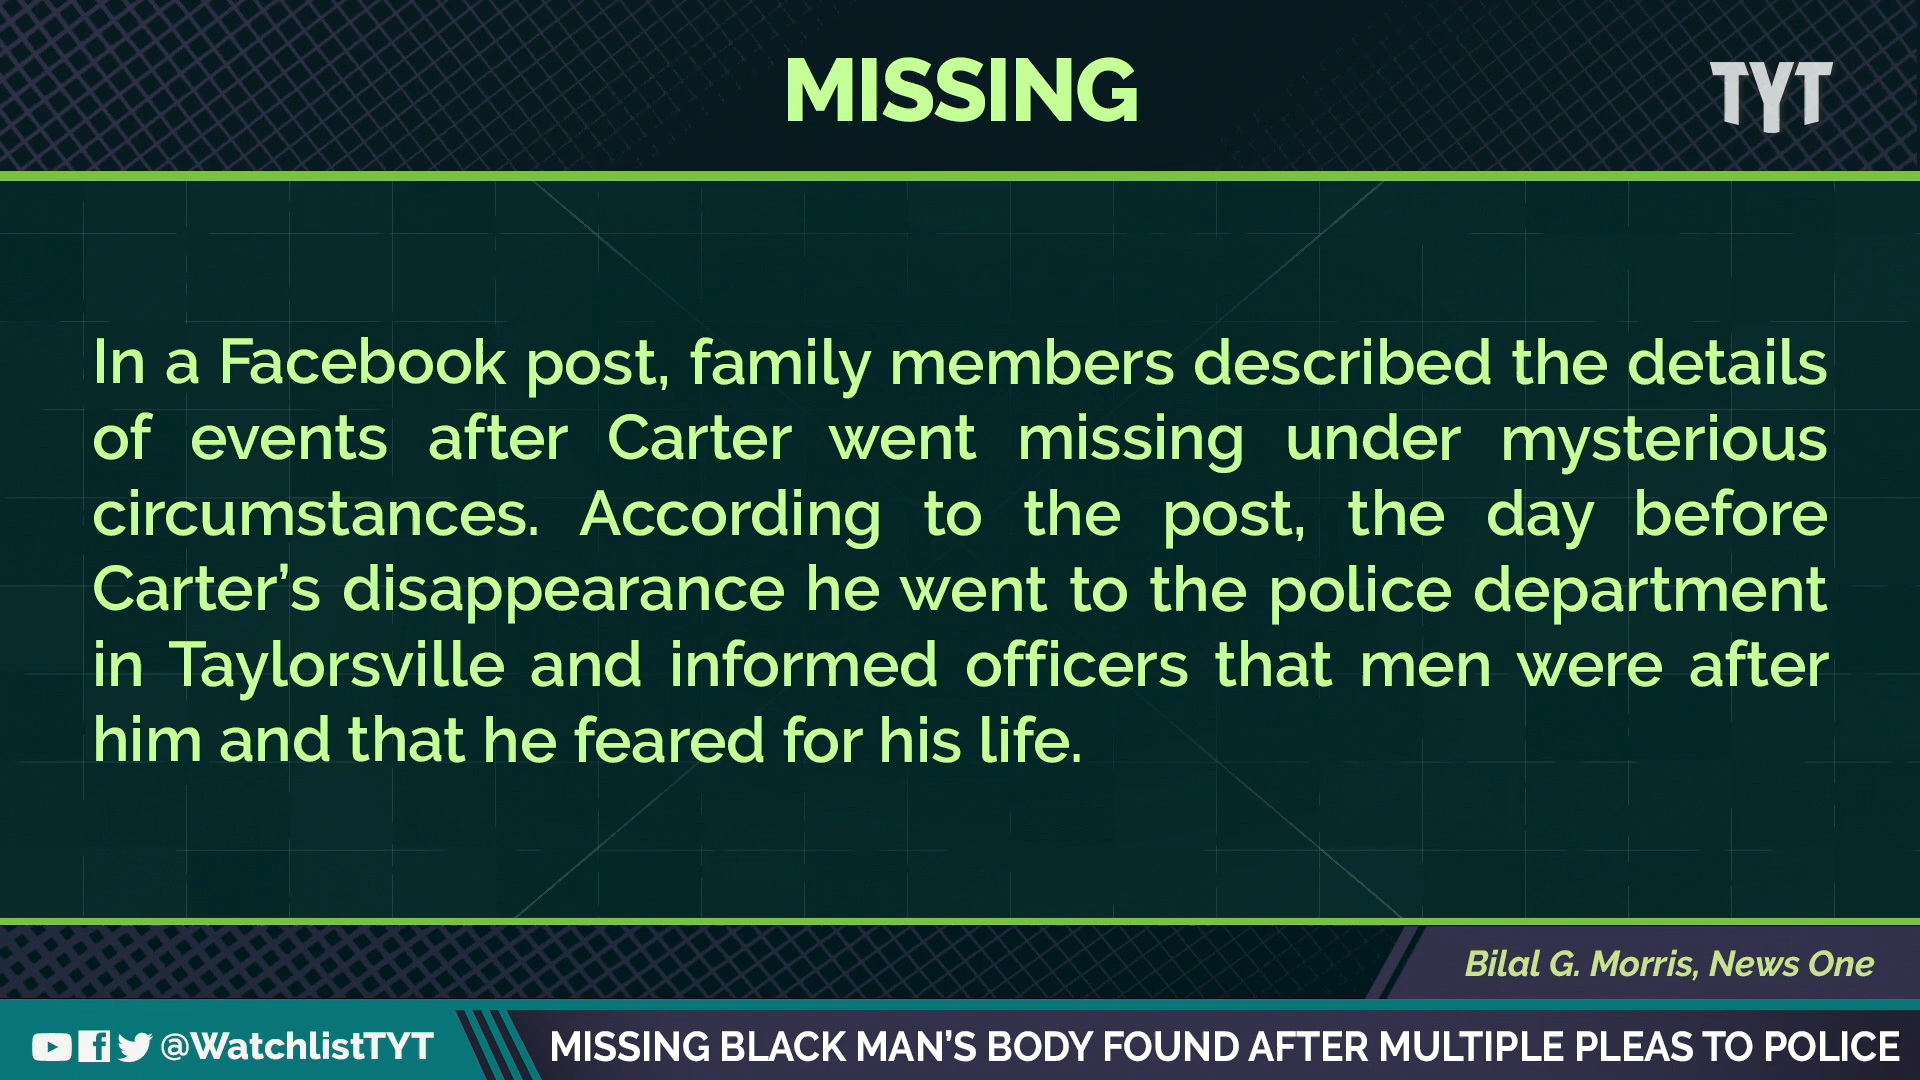 MISSING
TYT
In a Facebook post, family members described the details
of events after Carter went missing under mysterious
circumstances. According to the post, the day before
Carter’s disappearance he went to the police department
in Taylorsville and informed officers that men were after
him and that he feared for his life.
Bilal G. Morris, News One
@WatchlistTYT
MISSING BLACK MAN’S BODY FOUND AFTER MULTIPLE PLEAS TO POLICE